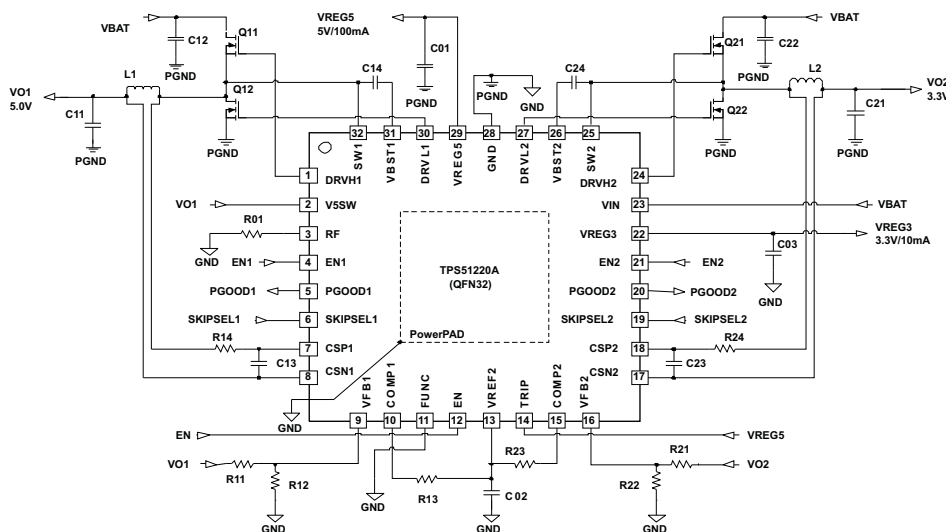 VBAT
Q11
C12
PGND
VREG5
5V/100mA
C01
PGND
VBAT
Q21
C22
PGND
L1
C14
Q12
PGND
GND
C24
Q22
L2
VO1
5.0V
C11
PGND
PGND
VO2
3.3V
C21
PGND
PGND
32 31 30 29 28 27 26 25
SW1
VBST1
DRVL1
VREG5
GND
DRVL2
VBST2
SW2
1 DRVH1
DRVH2 24
VO1 2 V5SW
VIN 23 VBAT
R01
GND
3 RF
VREG3 22
VREG3
3.3V/10mA
C03
GND
EN1 4 EN1
EN2 21 EN2
PGOOD1 5 PGOOD1
PGOOD2 20 PGOOD2
SKIPSEL1 6 SKIPSEL1
SKIPSEL2 19 SKIPSEL2
TPS51220A
(QFN32)
PowerPAD
R14
7 CSP1
CSP2 18
R24
C13
8 CSN1
CSN2 17
C23
VFB1
COMP1
FUNC
EN
VREF2
TRIP
COMP2
VFB2
GND
9 10 11 12 13 14 15 16
EN
VREG5
VO1
R11
R12
GND
GND
R13
R23
C02
GND
R21
VO2
R22
GND